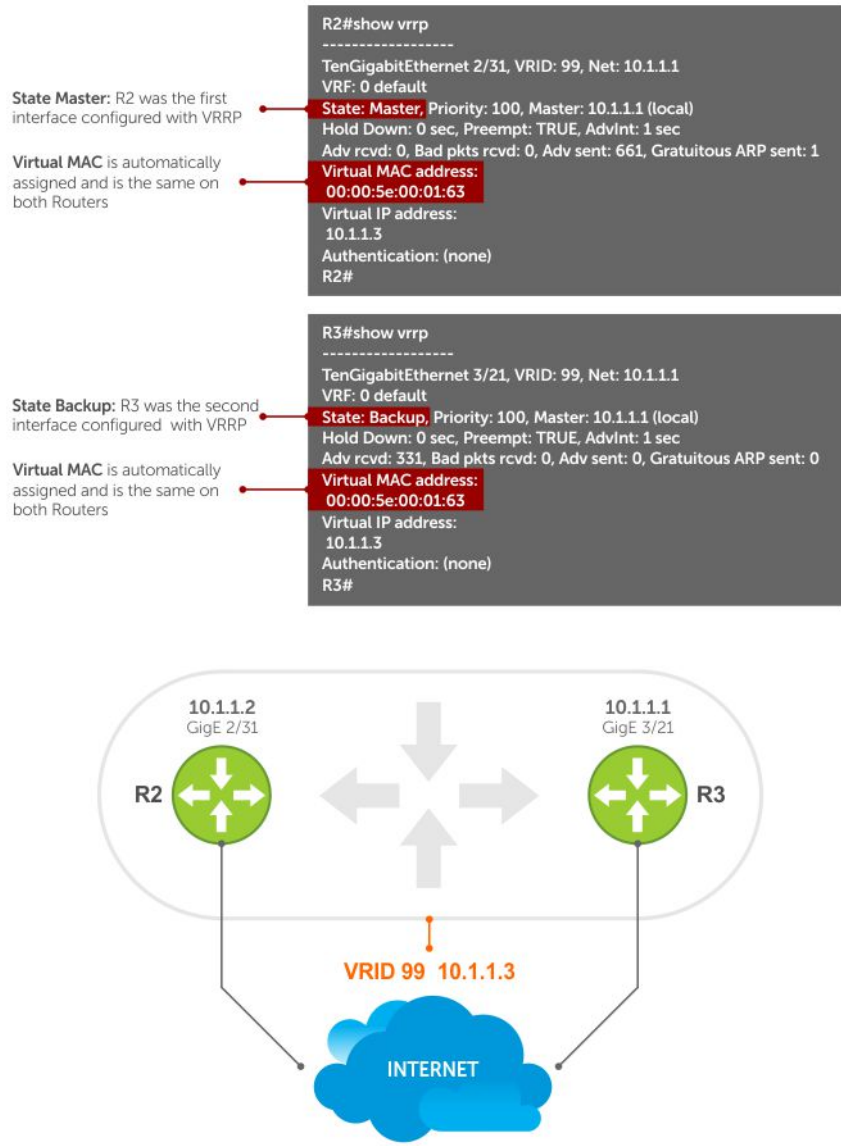 R2#show vrrp
------------------
TenGigabitEthernet 2/31, VRID: 99, Net: 10.1.1.1
VRF: 0 default
State: Master, Priority: 100, Master: 10.1.1.1 (local)
Hold Down: 0 sec, Preempt: TRUE, AdvInt: 1 sec
Adv rcvd: 0, Bad pkts rcvd: 0, Adv sent: 661, Gratuitous ARP sent: 1
Virtual MAC address:
00:00:5e:00:01:63
Virtual IP address:
10.1.1.3
Authentication: (none)
R2#
State Master: R2 was the first
interface configured with VRRP
Virtual MAC is automatically
assigned and is the same on
both Routers
R3#show vrrp
------------------
TenGigabitEthernet 3/21, VRID: 99, Net: 10.1.1.1
VRF: 0 default
State: Backup, Priority: 100, Master: 10.1.1.1 (local)
Hold Down: 0 sec, Preempt: TRUE, AdvInt: 1 sec
Adv rcvd: 331, Bad pkts rcvd: 0, Adv sent: 0, Gratuitous ARP sent: 0
Virtual MAC address:
00:00:5e:00:01:63
Virtual IP address:
10.1.1.3
Authentication: (none)
R3#
State Backup: R3 was the second
interface configured with VRRP
Virtual MAC is automatically
assigned and is the same on
both Routers
10.1.1.2
GigE 2/31
R2
10.1.1.1
GigE 3/21
R3
VRID 99 10.1.1.3
INTERNET